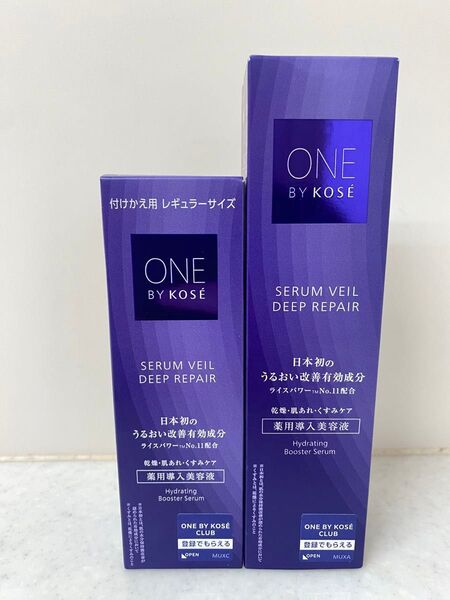 付けかえ用 レギュラーサイズ
ONE
BY KOSÉ
SERUM VEIL
DEEP REPAIR
日本初の
うるおい改善有効成分
ライスパワーTM No.11配合
乾燥・肌あれ・くすみケア
薬用導入美容液
Hydrating
Booster Serum
ONE BY KOSÉ
CLUB
登録でもらえる
OPEN MUXC
ONE
BY KOSÉ
SERUM VEIL
DEEP REPAIR
日本初の
うるおい改善有効成分
ライスパワーTM No.11配合
乾燥・肌あれ・くすみケア
薬用導入美容液
Hydrating
Booster Serum
ONE BY KOSÉ
CLUB
登録でもらえる
OPEN MUXA